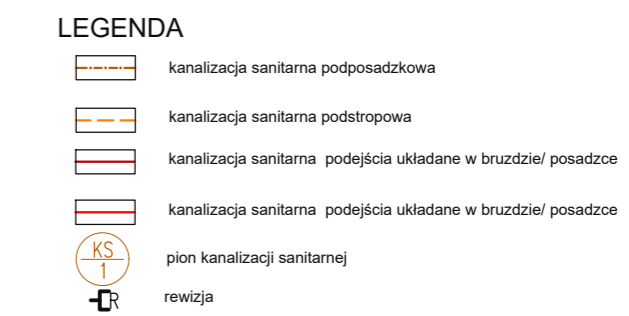 LEGENDA
kanalizacja sanitarna podposadzkowa
kanalizacja sanitarna podstropowa
kanalizacja sanitarna podejścia układane w bruzdzie/ posadzce
kanalizacja sanitarna podejścia układane w bruzdzie/ posadzce
KS
1
pion kanalizacji sanitarnej
R
rewizja